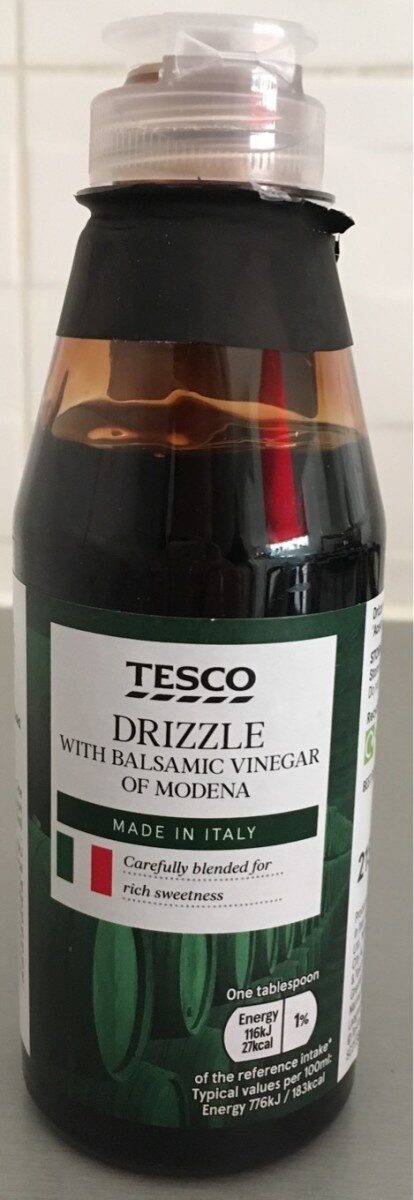 TESCO
DRIZZLE
WITH BALSAMIC VINEGAR
OF MODENA
MADE IN ITALY
Carefully blended for
rich sweetness
One tablespoon
Energy
116kJ
27kcal
1%
of the reference intake*
Typical values per 100ml:
Energy 776kJ / 183kcal